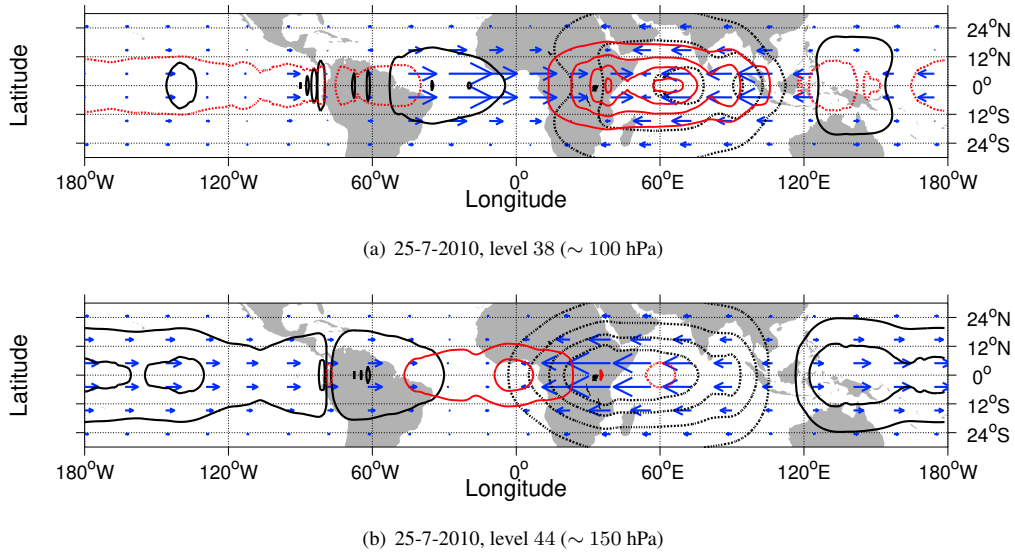 24°N
12°N
0°
12°S
24°S
Latitude
180°W 120°W 60°W 0° 60°E 120°E 180°W
Longitude
(a) 25-7-2010, level 38 (∼ 100 hPa)
24°N
12°N
0°
12°S
24°S
Latitude
180°W 120°W 60°W 0° 60°E 120°E 180°W
Longitude
(b) 25-7-2010, level 44 (∼ 150 hPa)